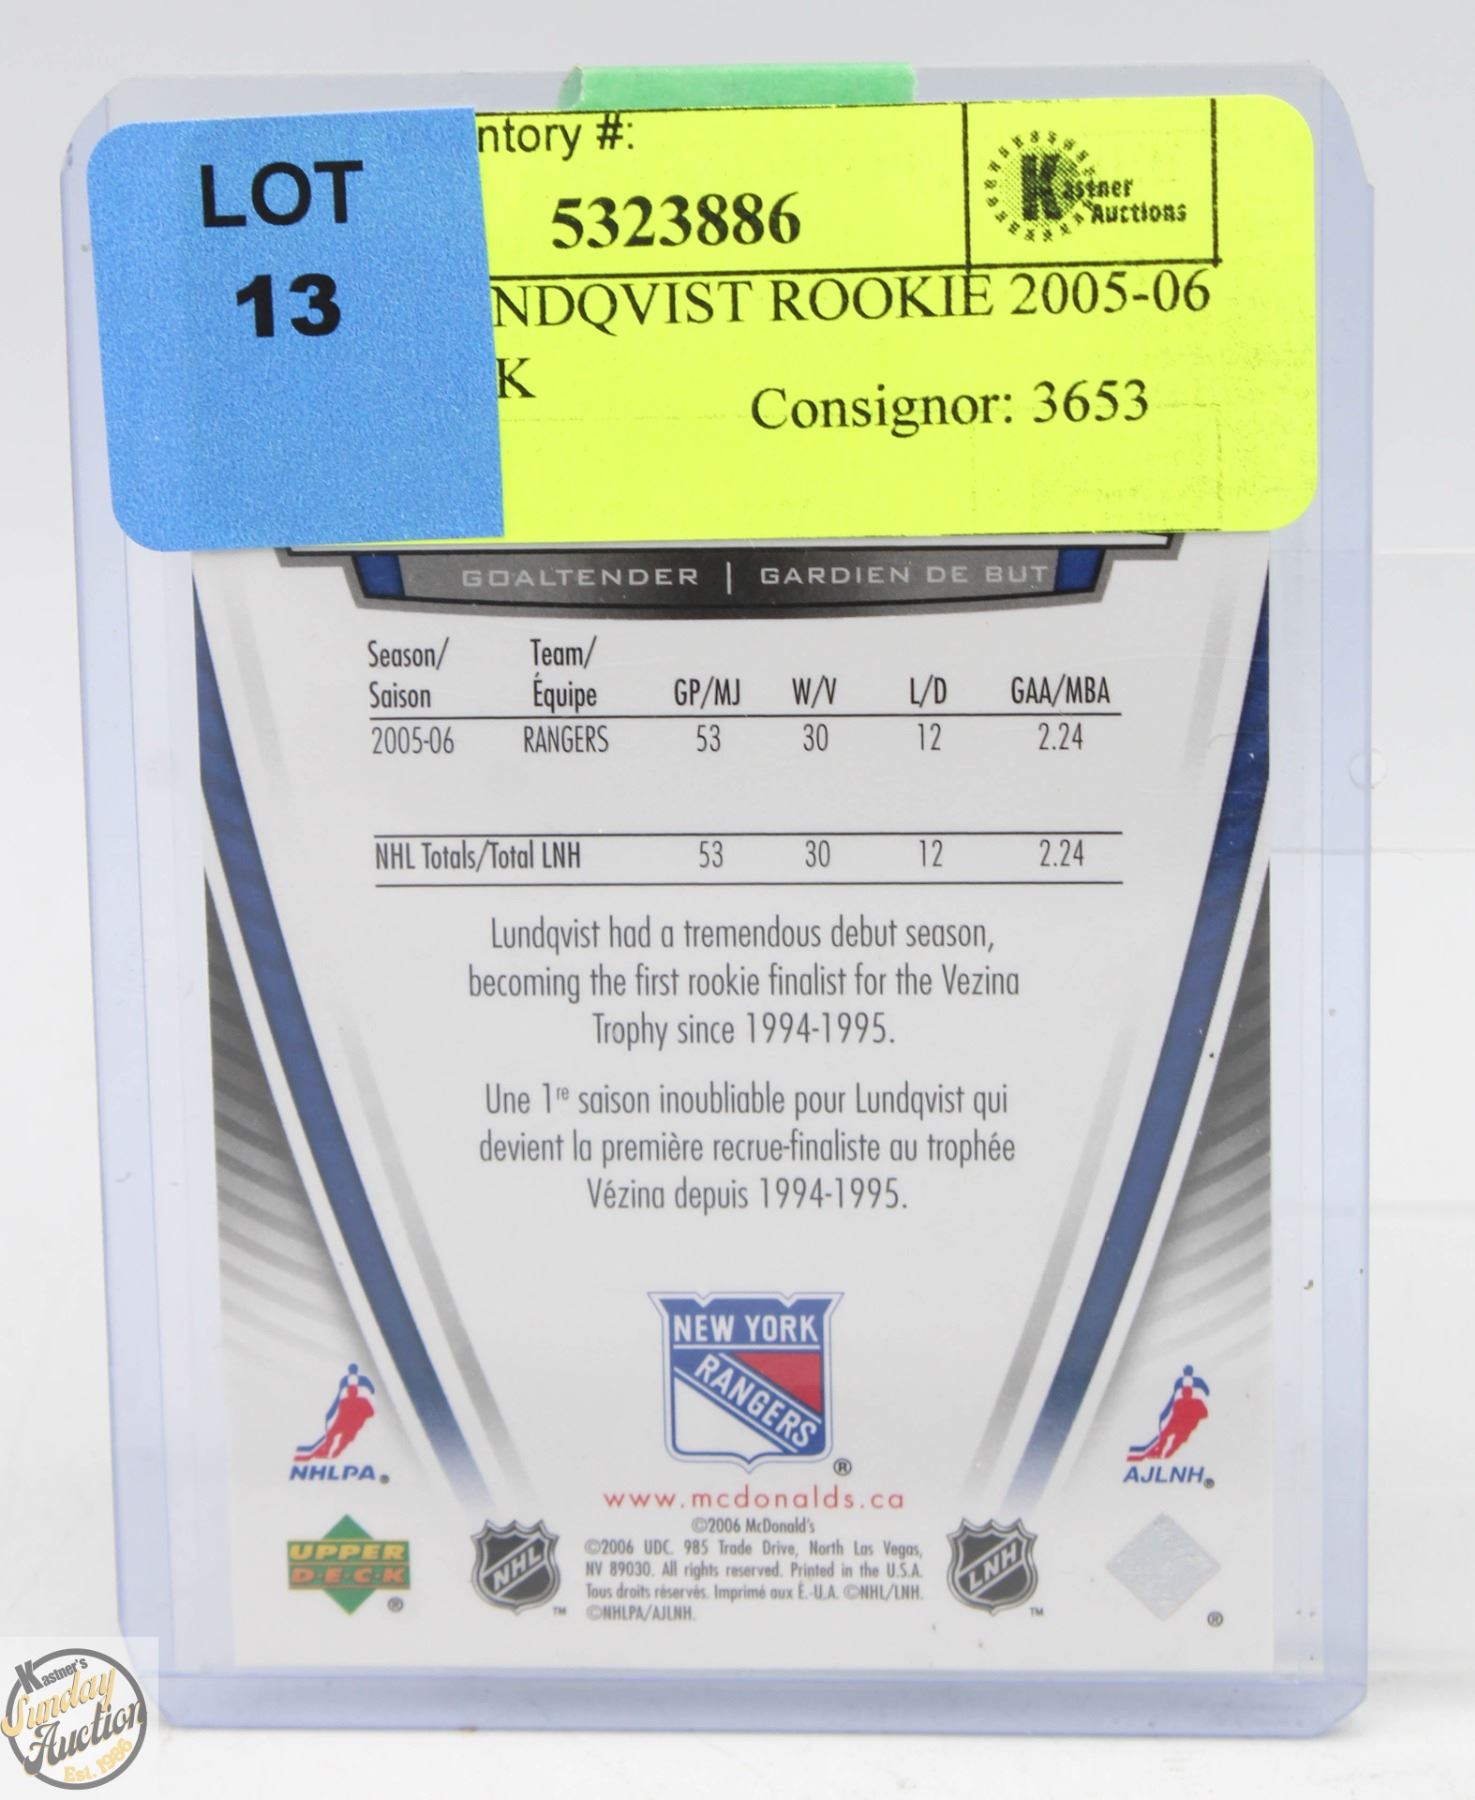 LOT
13
ntory #:
5323886
Kastner
Auctions
NDQVIST ROOKIE 2005-06
K
Consignor: 3653
GOALTENDER | GARDIEN DE BUT
Season/ Team/
Saison Équipe GP/MJ W/V L/D GAA/MBA
2005-06 RANGERS 53 30 12 2.24
NHL Totals/Total LNH 53 30 12 2.24
Lundqvist had a tremendous debut season,
becoming the first rookie finalist for the Vezina
Trophy since 1994-1995.
Une 1re saison inoubliable pour Lundqvist qui
devient la première recrue-finaliste au trophée
Vézina depuis 1994-1995.
NEW YORK
RANGERS
®
NHLPA®
AJLNH®
www.mcdonalds.ca
©2006 McDonald's
©2006 UDC. 985 Trade Drive, North Las Vegas,
NV 89030. All rights reserved. Printed in the U.S.A.
Tous droits réservés. Imprimé aux É.-U.A. ©NHL/LNH.
©NHLPA/AJLNH.
UPPER
D·E·C·K
®
NHL
™
LNH
™
®
Kastner's
Sunday
Auction
Est. 1986